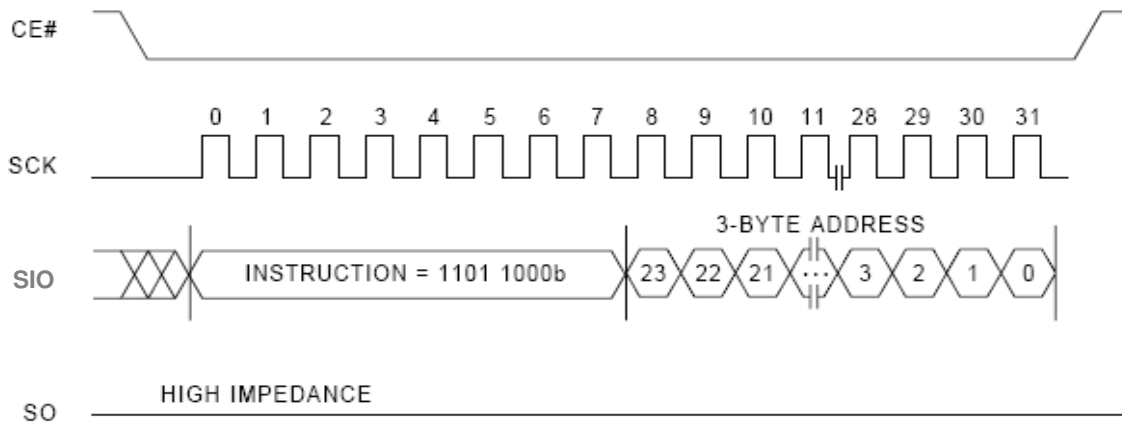 CE#
0 1 2 3 4 5 6 7 8 9 10 11 28 29 30 31
SCK
3-BYTE ADDRESS
SIO INSTRUCTION = 1101 1000b 23 22 21 ... 3 2 1 0
HIGH IMPEDANCE
SO